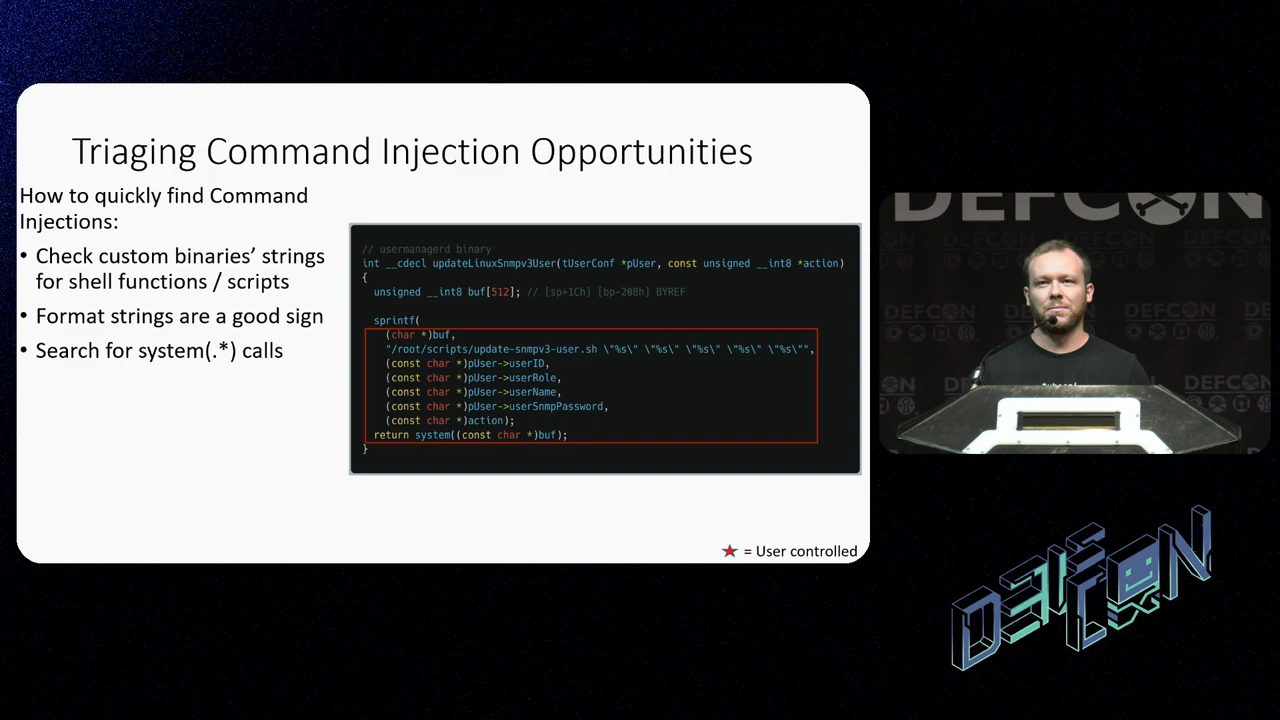 Triaging Command Injection Opportunities
How to quickly find Command
Injections:
• Check custom binaries’ strings
for shell functions / scripts
• Format strings are a good sign
• Search for system(.*) calls
// usermanagerd binary
int __cdecl updateLinuxSnmpv3User(tUserConf *pUser, const unsigned __int8 *action)
{
unsigned __int8 buf[512]; // [sp+1Ch] [bp-208h] BYREF
sprintf(
(char *)buf,
"/root/scripts/update-snmpv3-user.sh \"%s\" \"%s\" \"%s\" \"%s\" \"%s\"",
(const char *)pUser->userID,
(const char *)pUser->userRole,
(const char *)pUser->userName,
(const char *)pUser->userSnmpPassword,
(const char *)action);
return system((const char *)buf);
}
= User controlled
DEFCON
DEFCON
DEFCON
DEFCON
DEFCON